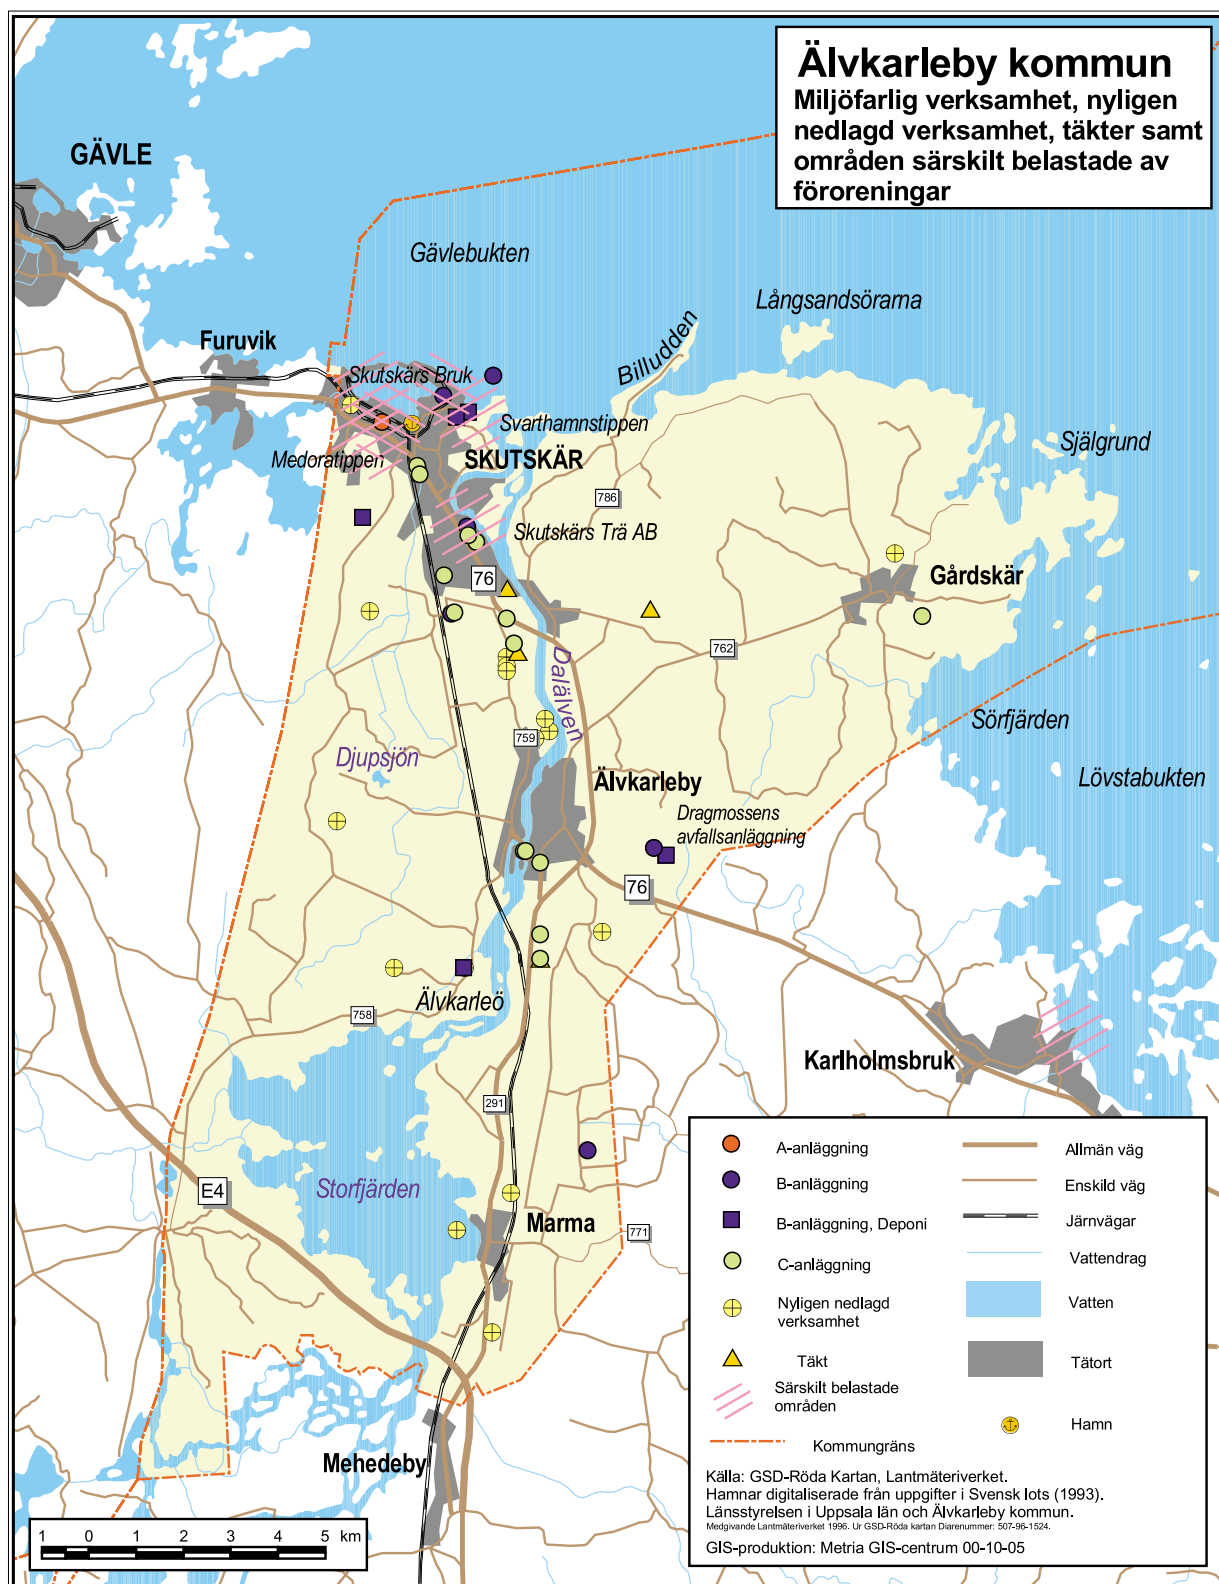 Älvkarleby kommun
Miljöfarlig verksamhet, nyligen
nedlagd verksamhet, täkter samt
områden särskilt belastade av
föroreningar
GÄVLE
Gävlebukten
Långsandsörarna
Furuvik
Billudden
Skutskärs Bruk
Svarthamnstippen
Själgrund
Medoratippen
SKUTSKÄR
786
Skutskärs Trä AB
76
Gårdskär
762
Dalälven
Sörfjärden
759
Djupsjön
Lövstabukten
Älvkarleby
Dragmossens
avfallsanläggning
76
Älvkarleö
758
Karlholmsbruk
291
E4
Storfjärden
Marma
771
Mehedeby
A-anläggning
B-anläggning
B-anläggning, Deponi
C-anläggning
Nyligen nedlagd
verksamhet
Täkt
Särskilt belastade
områden
Kommungräns
Allmän väg
Enskild väg
Järnvägar
Vattendrag
Vatten
Tätort
Hamn
Källa: GSD-Röda Kartan, Lantmäteriverket.
Hamnar digitaliserade från uppgifter i Svensk lots (1993).
Länsstyrelsen i Uppsala län och Älvkarleby kommun.
Medgivande Lantmäteriverket 1996. Ur GSD-Röda kartan Diarenummer: 507-96-1524.
GIS-produktion: Metria GIS-centrum 00-10-05
1 0 1 2 3 4 5 km